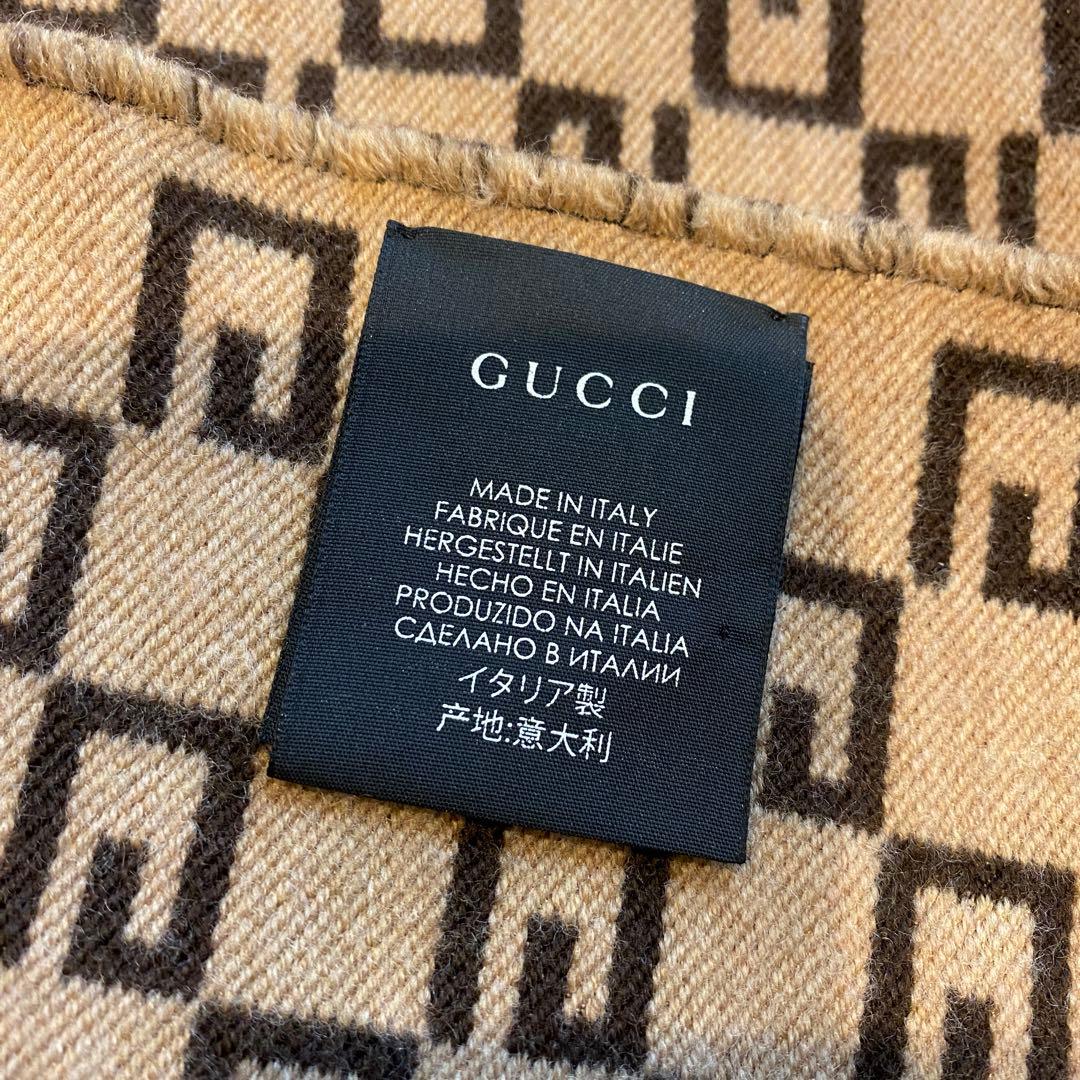 GUCCI
MADE IN ITALY
FABRIQUE EN ITALIE
HERGESTELLT IN ITALIEN
HECHO EN ITALIA
PRODUZIDO NA ITALIA
СДЕЛАНО В ИТАЛИИ
イタリア製
产地:意大利